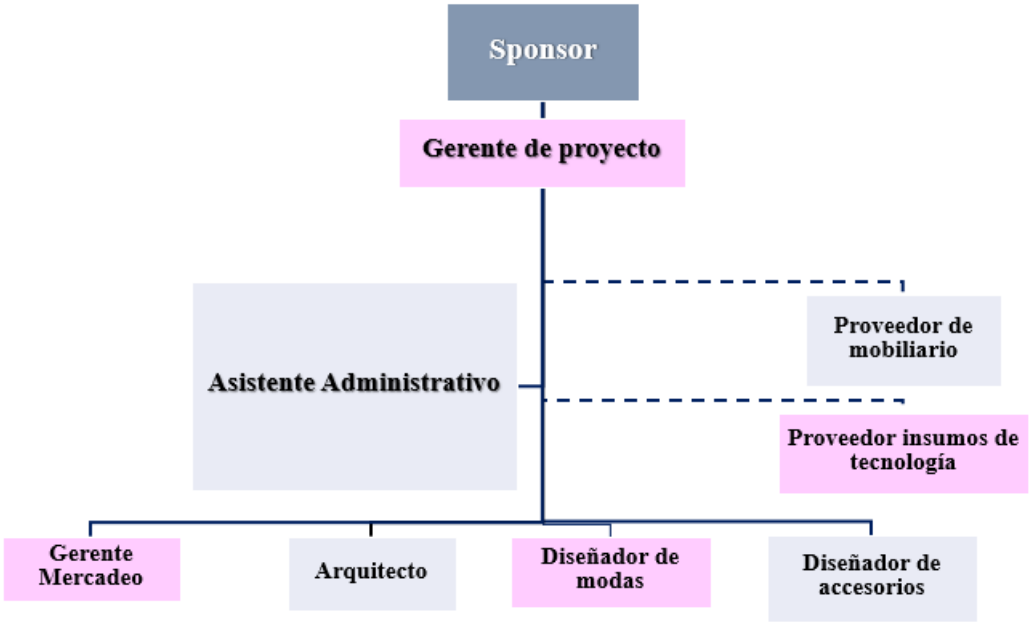 Sponsor
Gerente de proyecto
Proveedor de
mobiliario
Asistente Administrativo
Proveedor insumos de
tecnología
Gerente
Mercadeo
Arquitecto
Diseñador de
modas
Diseñador de
accesorios